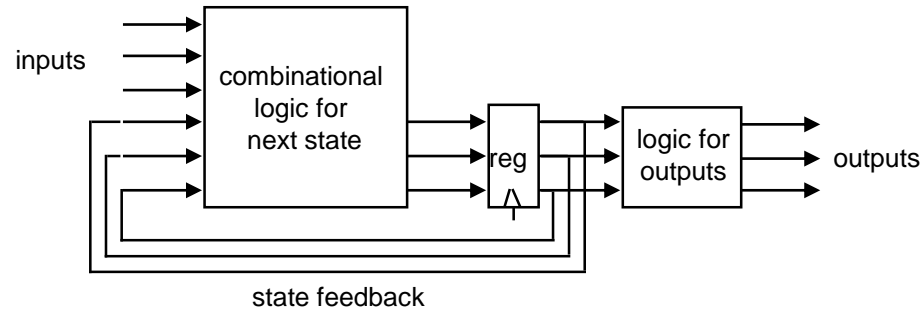 inputs
combinational
logic for
next state
reg
logic for
outputs
outputs
state feedback